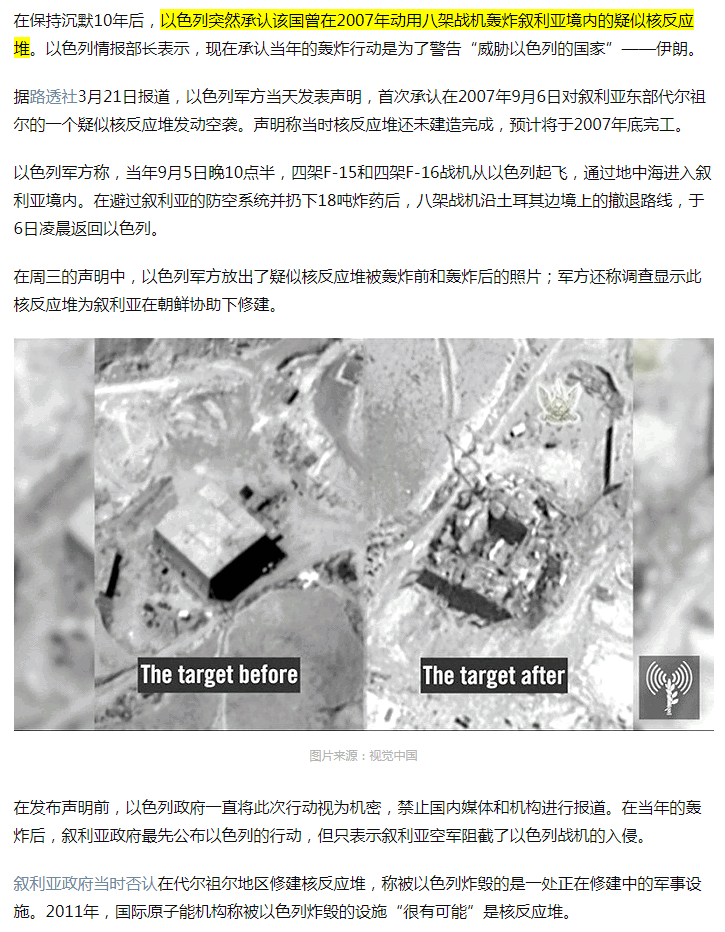 在保持沉默10年后，以色列突然承认该国曾在2007年动用八架战机轰炸叙利亚境内的疑似核反应
堆。以色列情报部长表示，现在承认当年的轰炸行动是为了警告“威胁以色列的国家”——伊朗。
据路透社3月21日报道，以色列军方当天发表声明，首次承认在2007年9月6日对叙利亚东部代尔祖
尔的一个疑似核反应堆发动空袭。声明称当时核反应堆还未建造完成，预计将于2007年底完工。
以色列军方称，当年9月5日晚10点半，四架F-15和四架F-16战机从以色列起飞，通过地中海进入叙
利亚境内。在避过叙利亚的防空系统并扔下18吨炸药后，八架战机沿土耳其边境上的撤退路线，于
6日凌晨返回以色列。
在周三的声明中，以色列军方放出了疑似核反应堆被轰炸前和轰炸后的照片；军方还称调查显示此
核反应堆为叙利亚在朝鲜协助下修建。
The target before
The target after
图片来源：视觉中国
在发布声明前，以色列政府一直将此次行动视为机密，禁止国内媒体和机构进行报道。在当年的轰
炸后，叙利亚政府最先公布以色列的行动，但只表示叙利亚空军阻截了以色列战机的入侵。
叙利亚政府当时否认在代尔祖尔地区修建核反应堆，称被以色列炸毁的是一处正在修建中的军事设
施。2011年，国际原子能机构称被以色列炸毁的设施“很有可能”是核反应堆。